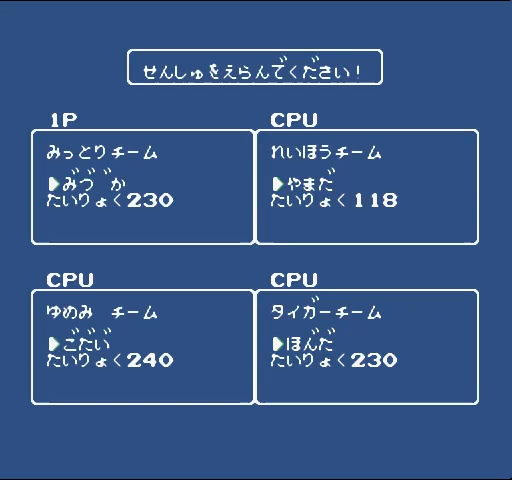 せんしゅをえらんでください!
1P
CPU
みっとりチーム
れいほうチーム
▶みづがか
▶やまだ
たいりょく230
たいりょく118
CPU
CPU
ゆめみ チーム
タイガーチーム
▶ごだい
▶ほんだ
たいりょく240
たいりょく230